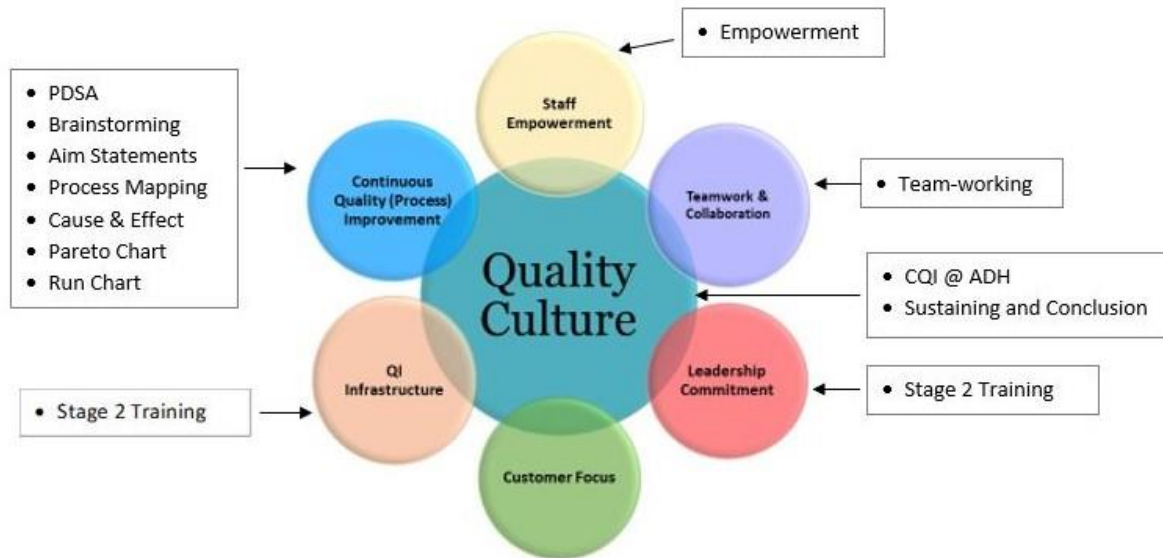 • Empowerment
Staff
Empowerment
• PDSA
• Brainstorming
• Aim Statements
• Process Mapping
• Cause & Effect
• Pareto Chart
• Run Chart
Continuous
Quality (Process)
Improvement
Teamwork &
Collaboration
• Team-working
Quality
Culture
• CQI @ ADH
• Sustaining and Conclusion
QI
Infrastructure
• Stage 2 Training
Leadership
Commitment
• Stage 2 Training
Customer Focus